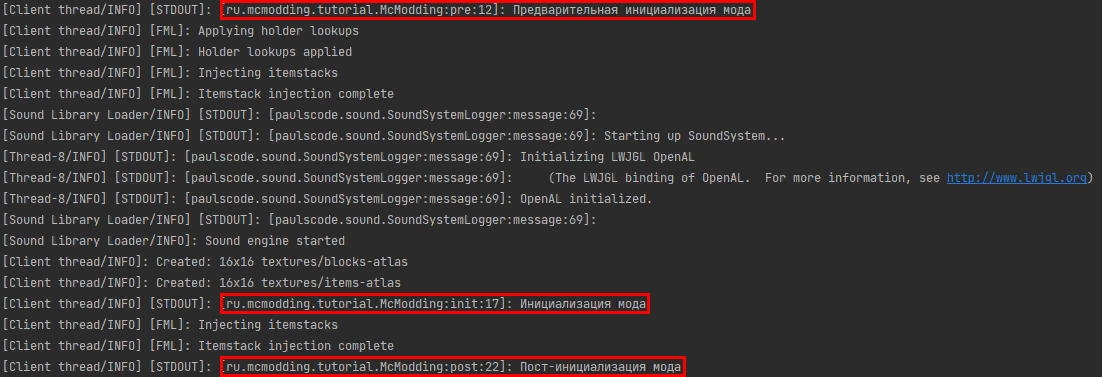 [Client thread/INFO] [STDOUT]: [ru.mcmodding.tutorial.McModding:pre:12]: Предварительная инициализация мода
[Client thread/INFO] [FML]: Applying holder lookups
[Client thread/INFO] [FML]: Holder lookups applied
[Client thread/INFO] [FML]: Injecting itemstacks
[Client thread/INFO] [FML]: Itemstack injection complete
[Sound Library Loader/INFO] [STDOUT]: [paulscode.sound.SoundSystemLogger:message:69]:
[Sound Library Loader/INFO] [STDOUT]: [paulscode.sound.SoundSystemLogger:message:69]: Starting up SoundSystem...
[Thread-8/INFO] [STDOUT]: [paulscode.sound.SoundSystemLogger:message:69]: Initializing LWJGL OpenAL
[Thread-8/INFO] [STDOUT]: [paulscode.sound.SoundSystemLogger:message:69]:     (The LWJGL binding of OpenAL.  For more information, see http://www.lwjgl.org)
[Thread-8/INFO] [STDOUT]: [paulscode.sound.SoundSystemLogger:message:69]: OpenAL initialized.
[Sound Library Loader/INFO] [STDOUT]: [paulscode.sound.SoundSystemLogger:message:69]:
[Sound Library Loader/INFO]: Sound engine started
[Client thread/INFO]: Created: 16x16 textures/blocks-atlas
[Client thread/INFO]: Created: 16x16 textures/items-atlas
[Client thread/INFO] [STDOUT]: [ru.mcmodding.tutorial.McModding:init:17]: Инициализация мода
[Client thread/INFO] [FML]: Injecting itemstacks
[Client thread/INFO] [FML]: Itemstack injection complete
[Client thread/INFO] [STDOUT]: [ru.mcmodding.tutorial.McModding:post:22]: Пост-инициализация мода